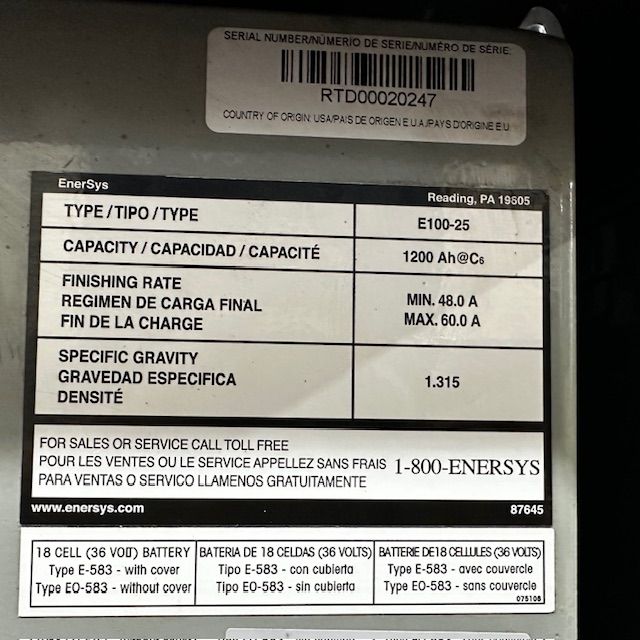 SERIAL NUMBER/NÚMERIO DE SERIE/NUMÉRO DE SÉRIE:
RTD00020247
COUNTRY OF ORIGIN: USA/PAIS DE ORIGEN E.U.A./PAYS D'ORIGINE E.U.
EnerSys
Reading, PA 19605
TYPE / TIPO / TYPE
E100-25
CAPACITY / CAPACIDAD / CAPACITÉ
1200 Ah@C6
FINISHING RATE
REGIMEN DE CARGA FINAL
FIN DE LA CHARGE
MIN. 48.0 A
MAX. 60.0 A
SPECIFIC GRAVITY
GRAVEDAD ESPECIFICA
DENSITÉ
1.315
FOR SALES OR SERVICE CALL TOLL FREE
POUR LES VENTES OU LE SERVICE APPELLEZ SANS FRAIS
PARA VENTAS O SERVICO LLAMENOS GRATUITAMENTE
1-800-ENERSYS
www.enersys.com
87645
18 CELL (36 VOLT) BATTERY
Type E-583 - with cover
Type EO-583 - without cover
BATERIA DE 18 CELDAS (36 VOLTS)
Tipo E-583 - con cubierta
Tipo EO-583 - sin cubierta
BATTERIE DE 18 CELLULES (36 VOLTS)
Type E-583 - avec couvercle
Type EO-583 - sans couvercle
075108